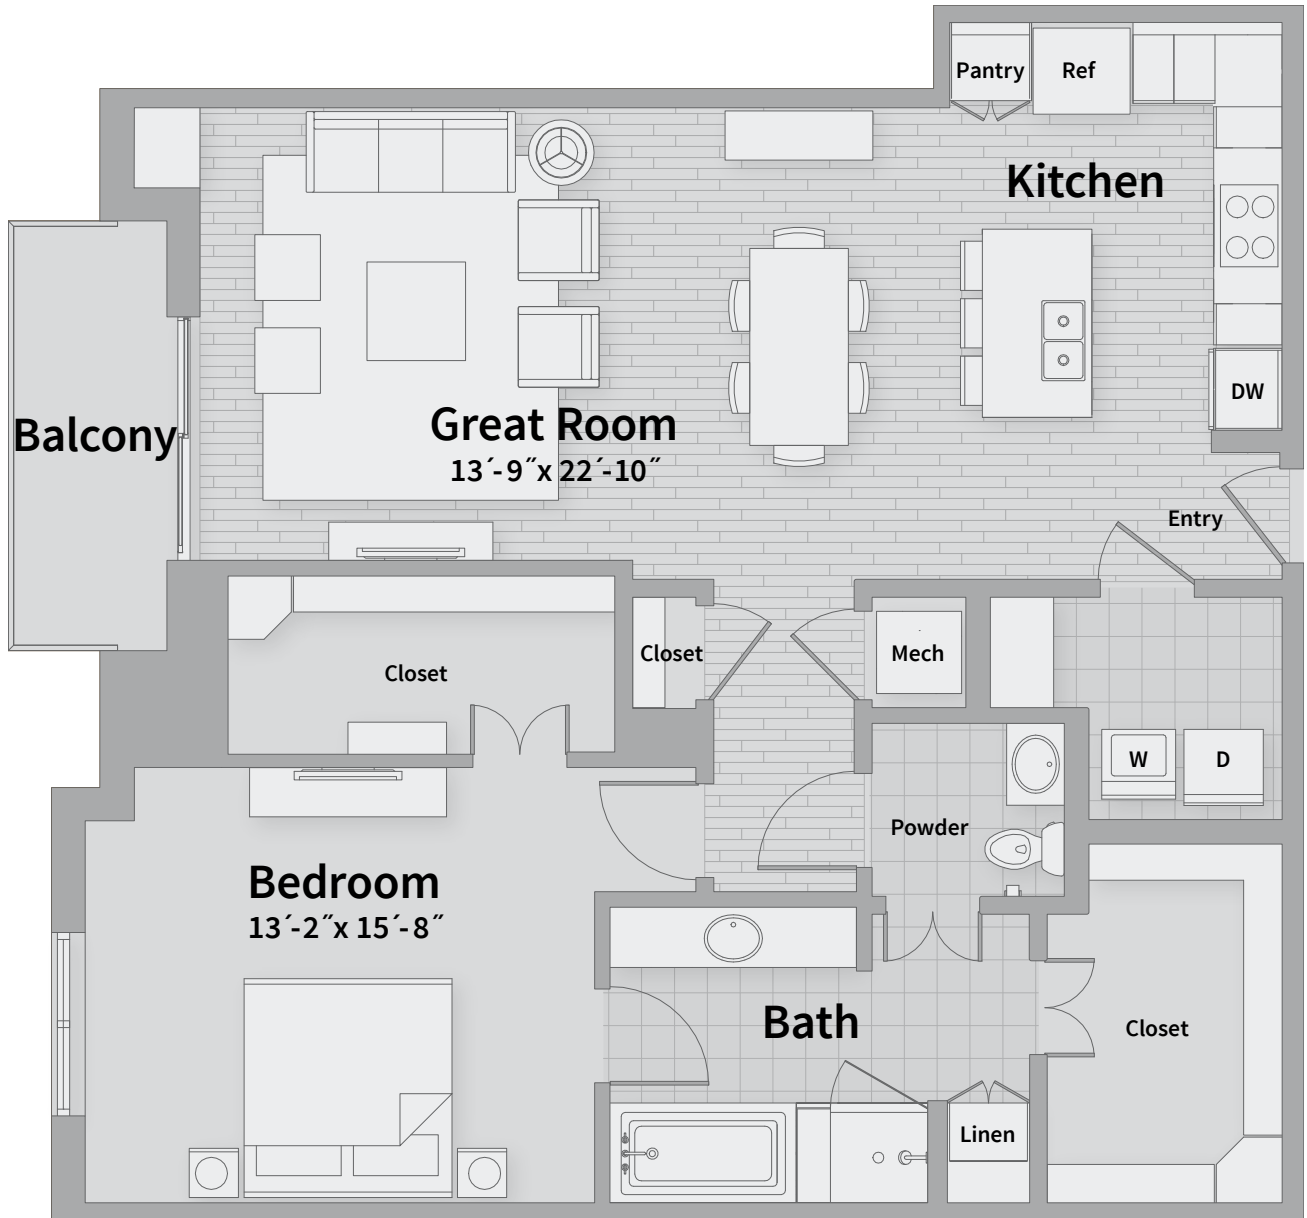 Pantry
Ref
Kitchen
DW
Balcony
Great Room
13´-9˝x 22´-10˝
Entry
Closet
Closet
Mech
W
D
Powder
Bedroom
13´-2˝x 15´-8˝
Bath
Closet
Linen